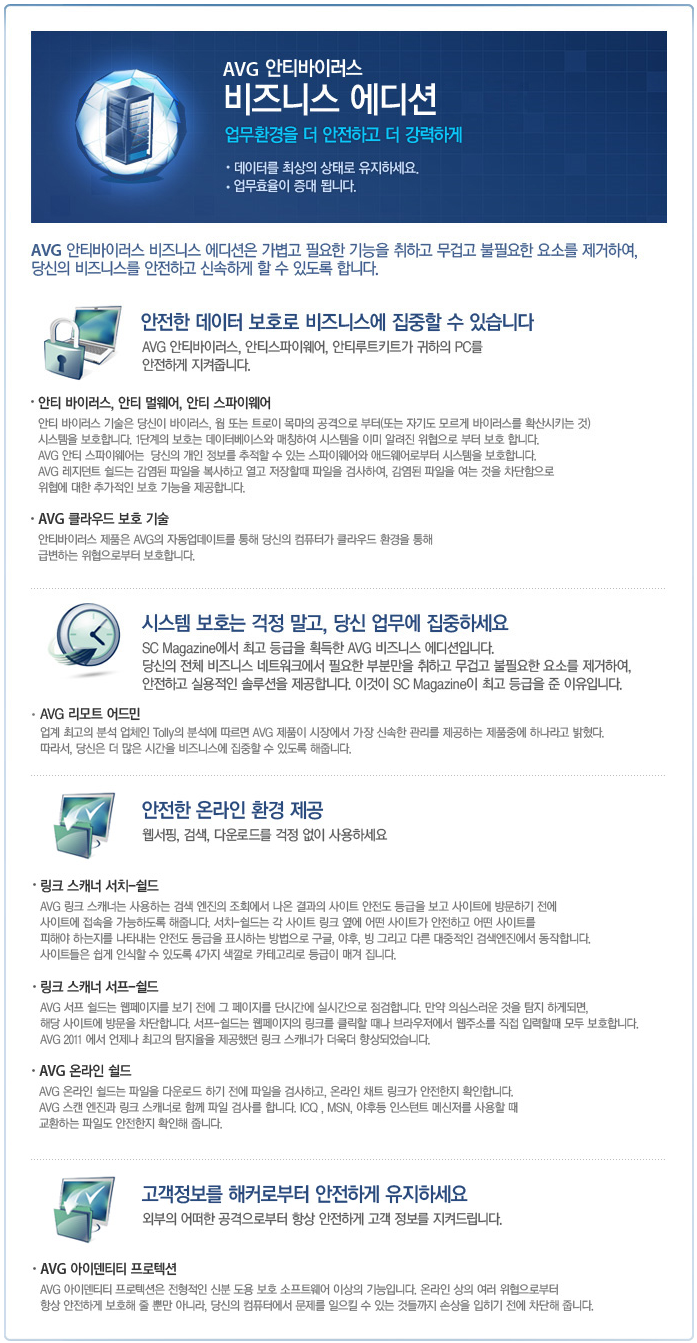 AVG 안티바이러스
비즈니스 에디션
업무환경을 더 안전하고 더 강력하게
· 데이터를 최상의 상태로 유지하세요.
· 업무효율이 증대 됩니다.
AVG 안티바이러스 비즈니스 에디션은 가볍고 필요한 기능을 취하고 무겁고 불필요한 요소를 제거하여,
당신의 비즈니스를 안전하고 신속하게 할 수 있도록 합니다.
안전한 데이터 보호로 비즈니스에 집중할 수 있습니다
AVG 안티바이러스, 안티스파이웨어, 안티루트키트가 귀하의 PC를
안전하게 지켜줍니다.
· 안티 바이러스, 안티 멀웨어, 안티 스파이웨어
안티 바이러스 기술은 당신이 바이러스, 웜 또는 트로이 목마의 공격으로 부터(또는 자기도 모르게 바이러스를 확산시키는 것)
시스템을 보호합니다. 1단계의 보호는 데이터베이스와 매칭하여 시스템을 이미 알려진 위협으로 부터 보호 합니다.
AVG 안티 스파이웨어는 당신의 개인 정보를 추적할 수 있는 스파이웨어와 애드웨어로부터 시스템을 보호합니다.
AVG 레지던트 쉴드는 감염된 파일을 복사하고 열고 저장할때 파일을 검사하여, 감염된 파일을 여는 것을 차단함으로
위협에 대한 추가적인 보호 기능을 제공합니다.
· AVG 클라우드 보호 기술
안티바이러스 제품은 AVG의 자동업데이트를 통해 당신의 컴퓨터가 클라우드 환경을 통해
급변하는 위협으로부터 보호합니다.
시스템 보호는 걱정 말고, 당신 업무에 집중하세요
SC Magazine에서 최고 등급을 획득한 AVG 비즈니스 에디션입니다.
당신의 전체 비즈니스 네트워크에서 필요한 부분만을 취하고 무겁고 불필요한 요소를 제거하여,
안전하고 실용적인 솔루션을 제공합니다. 이것이 SC Magazine이 최고 등급을 준 이유입니다.
· AVG 리모트 어드민
업계 최고의 분석 업체인 Tolly의 분석에 따르면 AVG 제품이 시장에서 가장 신속한 관리를 제공하는 제품중에 하나라고 밝혔다.
따라서, 당신은 더 많은 시간을 비즈니스에 집중할 수 있도록 해줍니다.
안전한 온라인 환경 제공
웹서핑, 검색, 다운로드를 걱정 없이 사용하세요
· 링크 스캐너 서치-쉴드
AVG 링크 스캐너는 사용하는 검색 엔진의 조회에서 나온 결과의 사이트 안전도 등급을 보고 사이트에 방문하기 전에
사이트에 접속을 가능하도록 해줍니다. 서치-쉴드는 각 사이트 링크 옆에 어떤 사이트가 안전하고 어떤 사이트를
피해야 하는지를 나타내는 안전도 등급을 표시하는 방법으로 구글, 야후, 빙 그리고 다른 대중적인 검색엔진에서 동작합니다.
사이트들은 쉽게 인식할 수 있도록 4가지 색깔로 카테고리로 등급이 매겨 집니다.
· 링크 스캐너 서프-쉴드
AVG 서프 쉴드는 웹페이지를 보기 전에 그 페이지를 단시간에 실시간으로 점검합니다. 만약 의심스러운 것을 탐지 하게되면,
해당 사이트에 방문을 차단합니다. 서프-쉴드는 웹페이지의 링크를 클릭할 때나 브라우저에서 웹주소를 직접 입력할때 모두 보호합니다.
AVG 2011 에서 언제나 최고의 탐지율을 제공했던 링크 스캐너가 더욱더 향상되었습니다.
· AVG 온라인 쉴드
AVG 온라인 쉴드는 파일을 다운로드 하기 전에 파일을 검사하고, 온라인 채트 링크가 안전한지 확인합니다.
AVG 스캔 엔진과 링크 스캐너로 함께 파일 검사를 합니다. ICQ , MSN, 야후등 인스턴트 메신저를 사용할 때
교환하는 파일도 안전한지 확인해 줍니다.
고객정보를 해커로부터 안전하게 유지하세요
외부의 어떠한 공격으로부터 항상 안전하게 고객 정보를 지켜드립니다.
· AVG 아이덴티티 프로텍션
AVG 아이덴티티 프로텍션은 전형적인 신분 도용 보호 소프트웨어 이상의 기능입니다. 온라인 상의 여러 위협으로부터
항상 안전하게 보호해 줄 뿐만 아니라, 당신의 컴퓨터에서 문제를 일으킬 수 있는 것들까지 손상을 입히기 전에 차단해 줍니다.